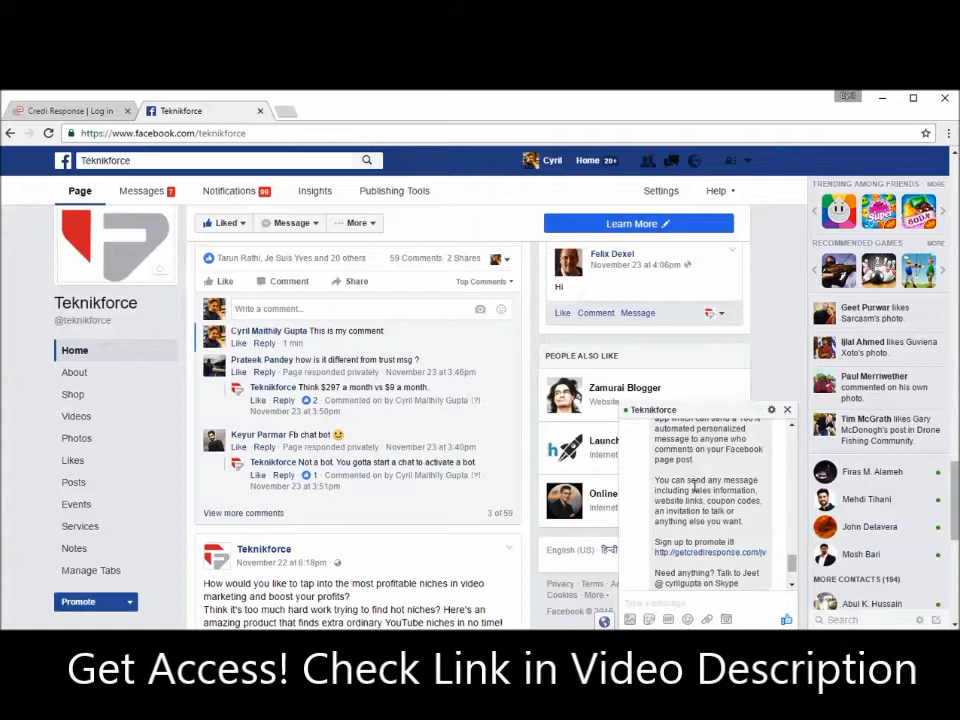 Credi Response | Log in
Teknikforce
Cyril
https://www.facebook.com/teknikforce
Teknikforce
Cyril
Home 20+
Page
Messages 7
Notifications 99
Insights
Publishing Tools
Settings
Help
Liked
Message
More
Learn More
Teknikforce
@teknikforce
Home
About
Shop
Videos
Photos
Likes
Posts
Events
Services
Notes
Manage Tabs
Promote
Tarun Rathi, Je Suis Yves and 20 others
59 Comments 2 Shares
Like
Comment
Share
Top Comments
Write a comment...
Cyril Maithily Gupta This is my comment.
Like · Reply · 1 min
Prateek Pandey how is it different from trust msg ?
Like · Reply · Page responded privately · November 23 at 3:46pm
Teknikforce Think $297 a month vs $9 a month.
Like · Reply · 2 · Commented on by Cyril Maithily Gupta [?] ·
November 23 at 3:50pm
Keyur Parmar Fb chat bot
Like · Reply · Page responded privately · November 23 at 3:40pm
Teknikforce Not a bot. You gotta start a chat to activate a bot.
Like · Reply · 1 · Commented on by Cyril Maithily Gupta [?] ·
November 23 at 3:51pm
View more comments
3 of 59
Teknikforce
November 22 at 6:18pm
How would you like to tap into the most profitable niches in video
marketing and boost your profits?
Think it's too much hard work trying to find hot niches? Here's an
amazing product that finds extra ordinary YouTube niches in no time!
Felix Dexel
November 23 at 4:06pm
Hi
Like Comment Message
PEOPLE ALSO LIKE
Zamurai Blogger
Website
Launch
Internet
Online
Internet
English (US)
हिन्दी
Privacy · Terms
Cookies · More
Facebook © 2016
Teknikforce
app which can send a 100%
automated personalized
message to anyone who
comments on your Facebook
page post.
You can send any message
including sales information,
website links, coupon codes,
an invitation to talk or
anything else you want.
Sign up to promote it!
http://getcrediresponse.com/jv
Need anything? Talk to Jeet
@ cyrilgupta on Skype
Type a message...
TRENDING AMONG FRIENDS
MORE
RECOMMENDED GAMES
MORE
Geet Purwar likes
Sarcasm's photo.
Ijlal Ahmed likes Guviena
Xoto's photo.
Paul Merriwether
commented on his own
photo.
Tim McGrath likes Gary
McDonogh's post in Drone
Fishing Community.
Firas M. Alameh
Mehdi Tihani
John Delavera
Mosh Bari
MORE CONTACTS (194)
Abul K. Hussain
Search
Get Access! Check Link in Video Description